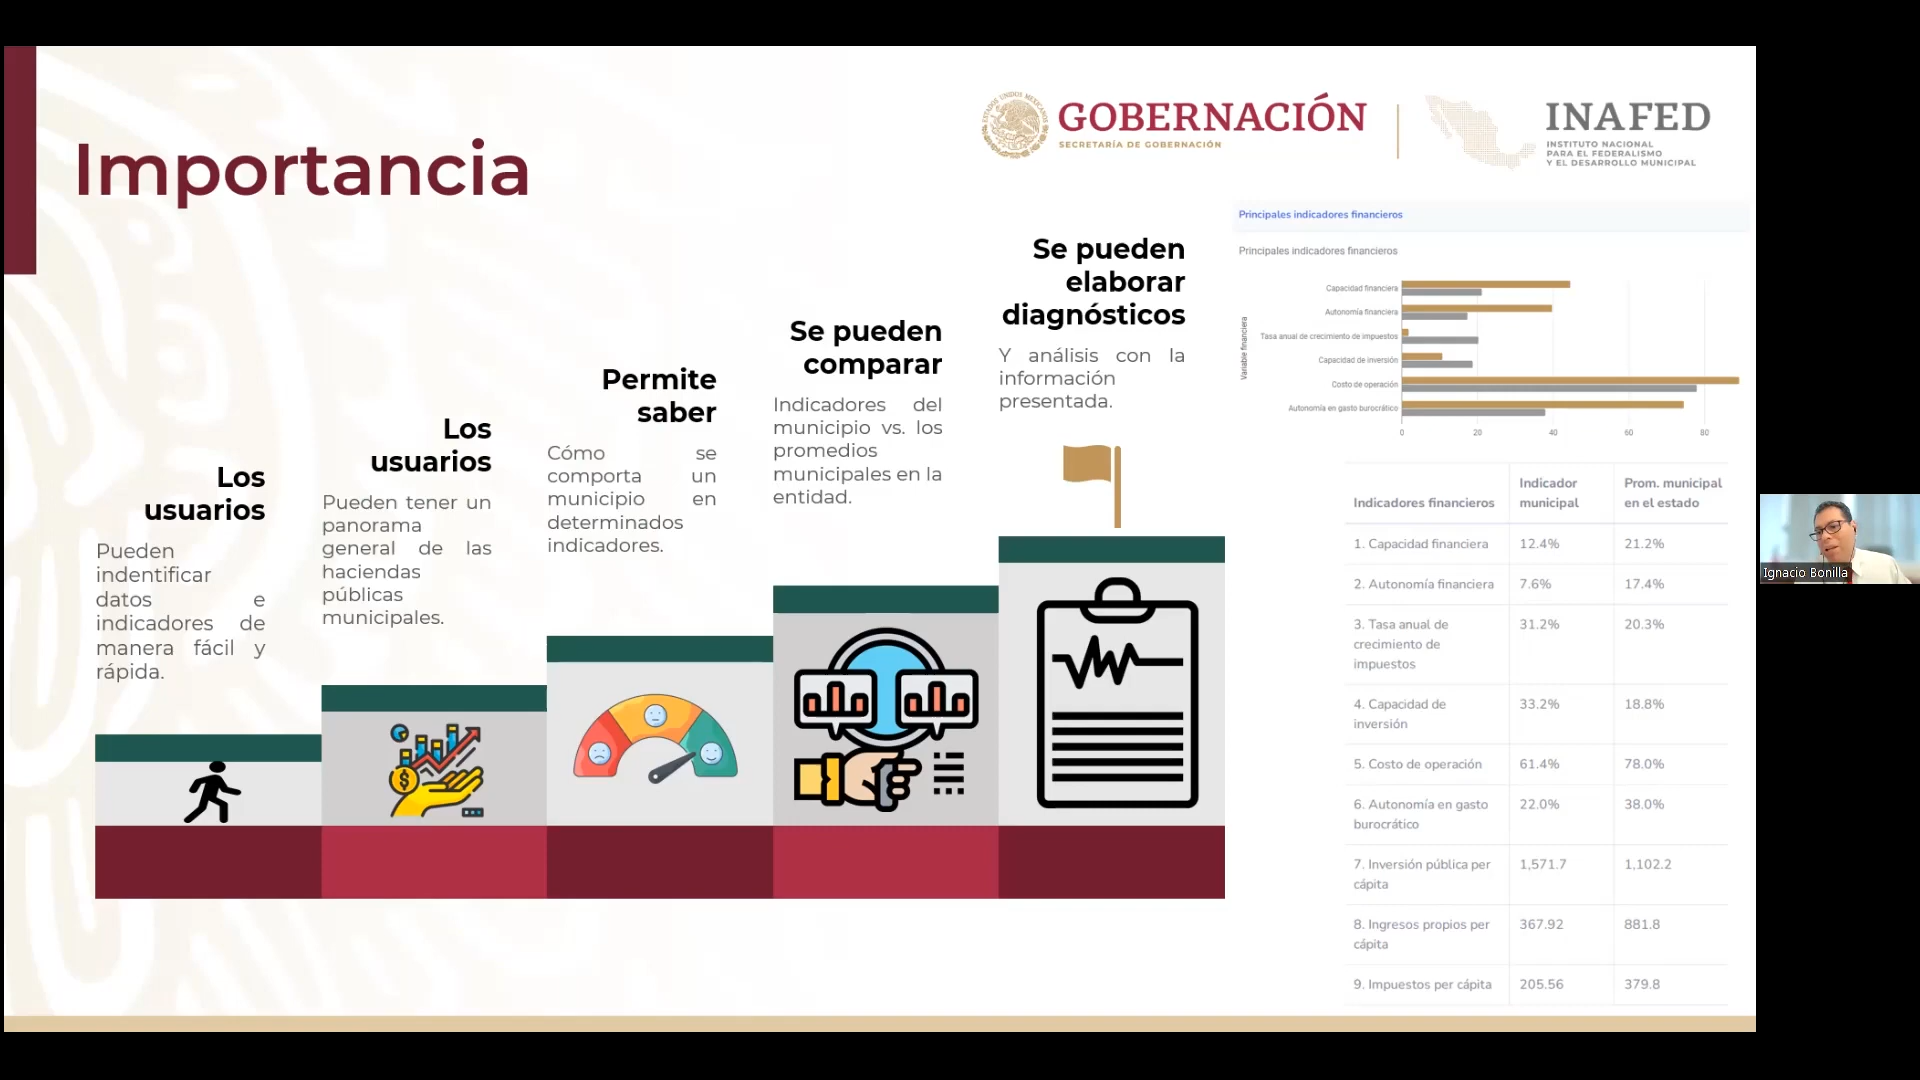 Importancia
GOBERNACIÓN
SECRETARÍA DE GOBERNACIÓN
ESTADOS UNIDOS MEXICANOS
INAFED
INSTITUTO NACIONAL
PARA EL FEDERALISMO
Y EL DESARROLLO MUNICIPAL
Los
usuarios
Pueden
indentificar
datos e
indicadores de
manera fácil y
rápida.
Los
usuarios
Pueden tener un
panorama
general de las
haciendas
públicas
municipales.
Permite
saber
Cómo se
comporta un
municipio en
determinados
indicadores.
Se pueden
comparar
Indicadores del
municipio vs. los
promedios
municipales en la
entidad.
Se pueden
elaborar
diagnósticos
Y análisis con la
información
presentada.
Principales indicadores financieros
Principales indicadores financieros
Variable financiera
Capacidad financiera
Autonomía financiera
Tasa anual de crecimiento de impuestos
Capacidad de inversión
Costo de operación
Autonomía en gasto burocrático
0 20 40 60 80
Indicadores financieros Indicador municipal Prom. municipal en el estado
1. Capacidad financiera 12.4% 21.2%
2. Autonomía financiera 7.6% 17.4%
3. Tasa anual de crecimiento de impuestos 31.2% 20.3%
4. Capacidad de inversión 33.2% 18.8%
5. Costo de operación 61.4% 78.0%
6. Autonomía en gasto burocrático 22.0% 38.0%
7. Inversión pública per cápita 1,571.7 1,102.2
8. Ingresos propios per cápita 367.92 881.8
9. Impuestos per cápita 205.56 379.8
Ignacio Bonilla